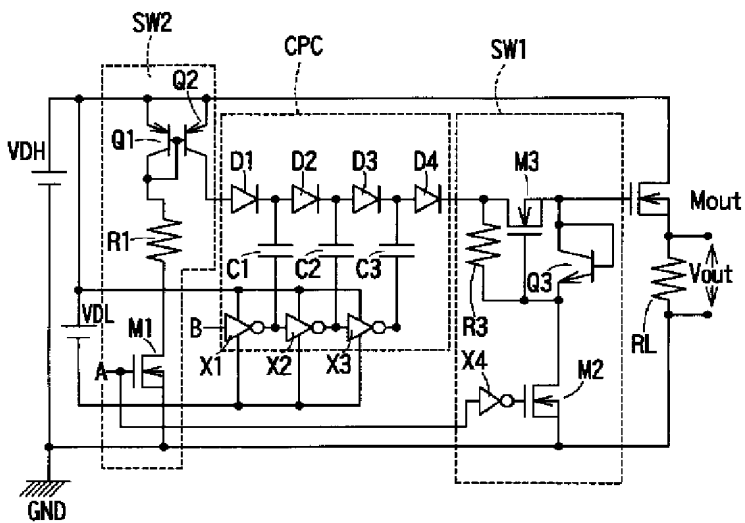 SW2
CPC
SW1
Q2
Q1
VDH
D1
D2
D3
D4
M3
Mout
R1
C1
C2
C3
R3
Q3
Vout
VDL
B
RL
M1
X1
X2
X3
X4
A
M2
GND